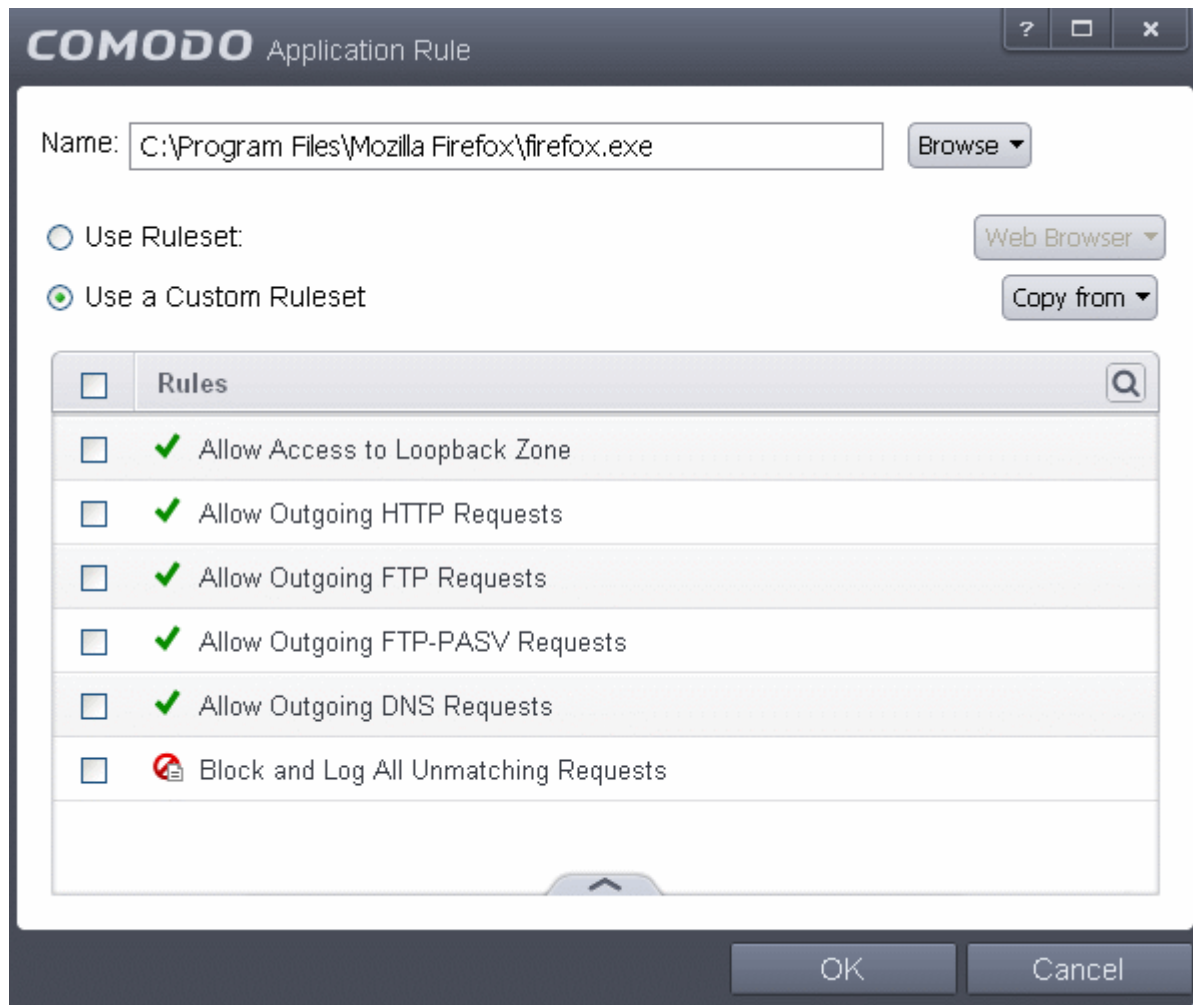 COMODO Application Rule
Name: C:\Program Files\Mozilla Firefox\firefox.exe Browse
Use Ruleset: Web Browser
Use a Custom Ruleset Copy from
Rules
Allow Access to Loopback Zone
Allow Outgoing HTTP Requests
Allow Outgoing FTP Requests
Allow Outgoing FTP-PASV Requests
Allow Outgoing DNS Requests
Block and Log All Unmatching Requests
OK Cancel